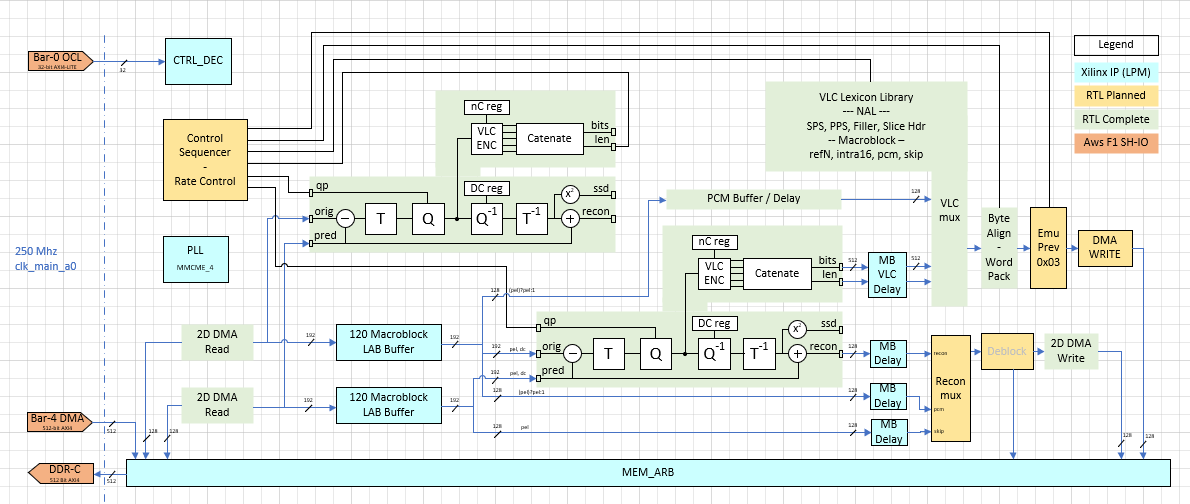 Bar-0 OCL
32-bit AXI4-LITE
32
CTRL_DEC
Legend
Xilinx IP (LPM)
RTL Planned
RTL Complete
Aws F1 SH-IO
Control
Sequencer
-
Rate Control
nC reg
VLC
ENC
Catenate
bits
len
VLC Lexicon Library
--- NAL ---
SPS, PPS, Filler, Slice Hdr
-- Macroblock –
refN, intra16, pcm, skip
qp
orig
pred
−
T
Q
DC reg
Q-1
T-1
x²
+
ssd
recon
PCM Buffer / Delay
128
VLC
mux
Byte
Align
-
Word
Pack
Emu
Prev
0x03
DMA
WRITE
PLL
MMCME_4
250 Mhz
clk_main_a0
nC reg
VLC
ENC
Catenate
bits
len
512
MB
VLC
Delay
512
128
(pel)?pel:1
2D DMA
Read
192
120 Macroblock
LAB Buffer
192
192
pel, dc
qp
orig
pred
−
T
Q
DC reg
Q-1
T-1
x²
+
ssd
recon
128
MB
Delay
recon
Recon
mux
Deblock
2D DMA
Write
192
pel, dc
128
(pel)?pel:1
128
MB
Delay
pcm
2D DMA
Read
192
120 Macroblock
LAB Buffer
192
128
pel
128
MB
Delay
skip
Bar-4 DMA
512-bit AXI4
512
128
128
128
128
DDR-C
512 Bit AXI4
512
MEM_ARB